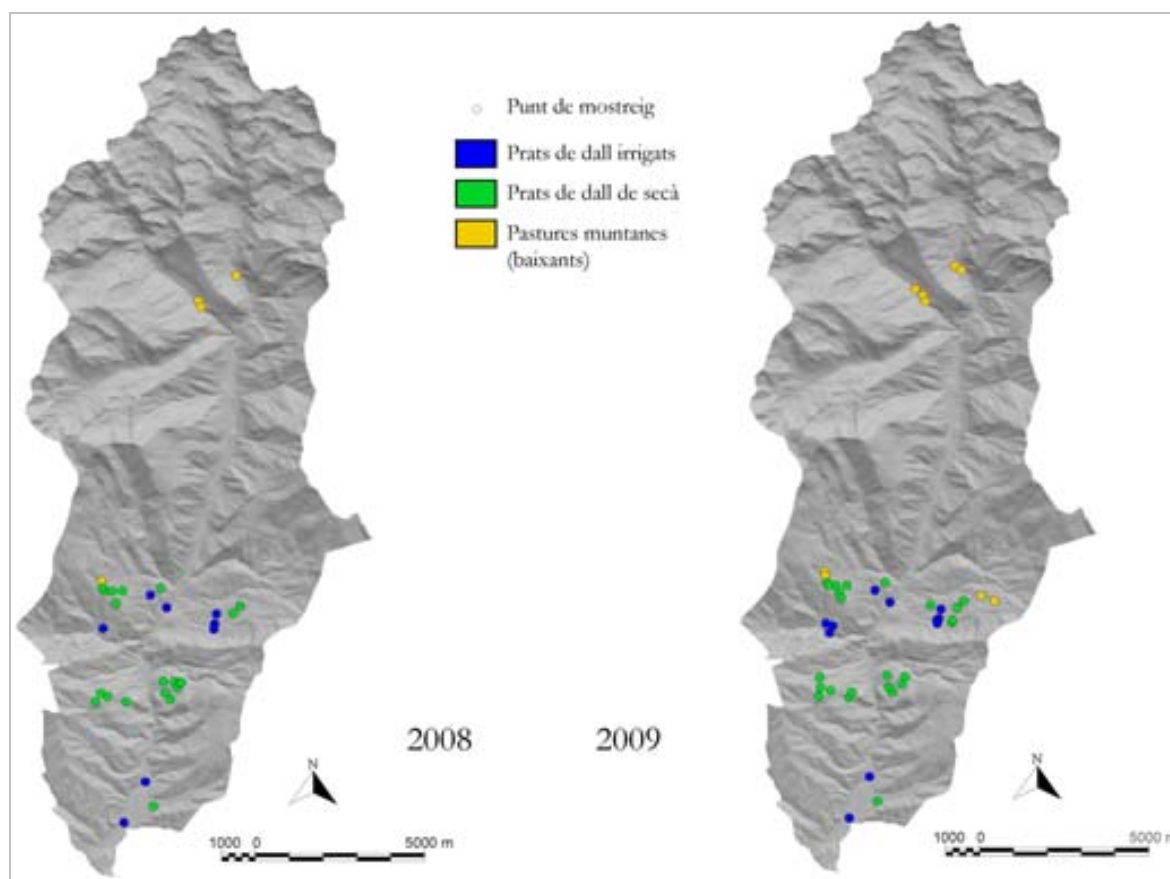 Punt de mostreig
Prats de dall irrigats
Prats de dall de secà
Pastures muntanes
(baixants)
2008
2009
N
N
1000 0 5000 m
1000 0 5000 m